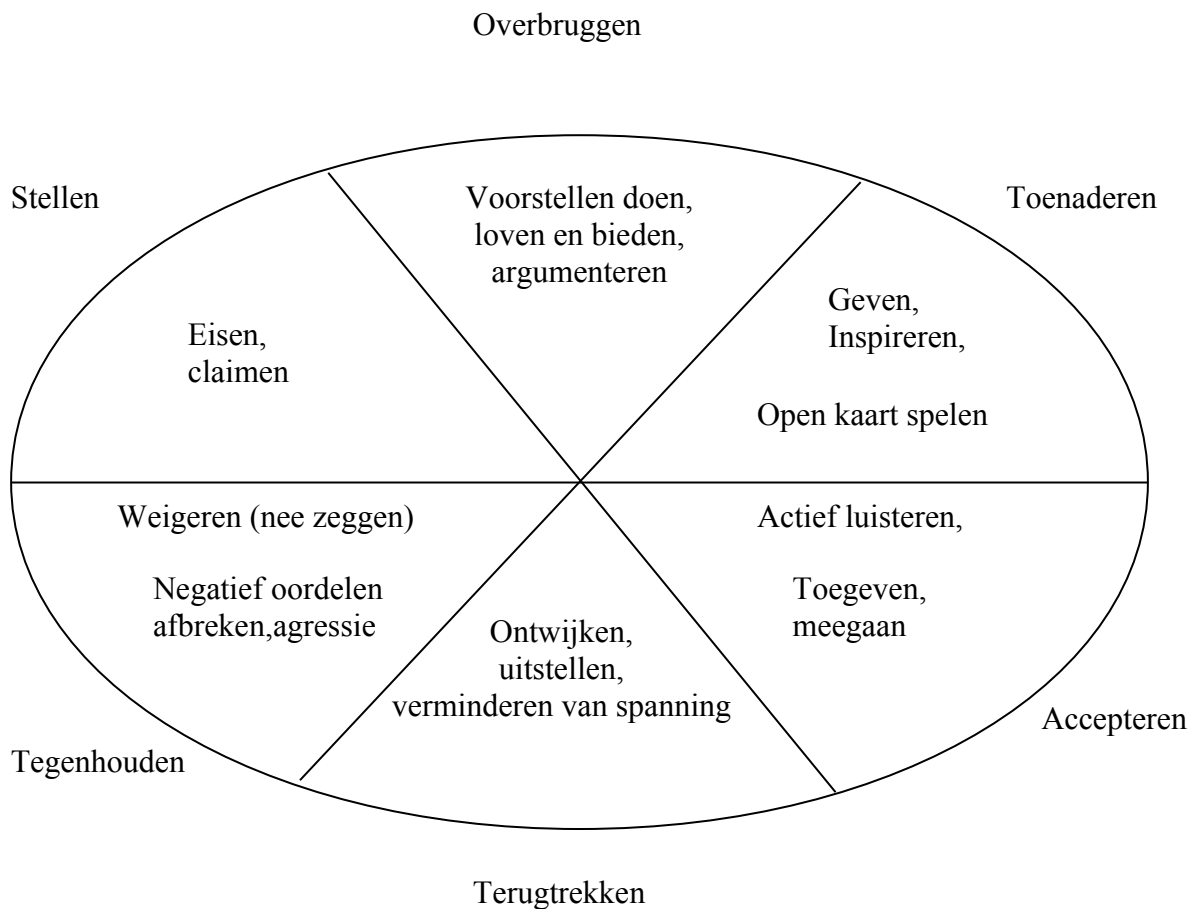 Overbruggen
Stellen
Voorstellen doen,
loven en bieden,
argumenteren
Toenaderen
Eisen,
claimen
Geven,
Inspireren,
Open kaart spelen
Weigeren (nee zeggen)
Negatief oordelen
afbreken,agressie
Ontwijken,
uitstellen,
verminderen van spanning
Actief luisteren,
Toegeven,
meegaan
Accepteren
Tegenhouden
Terugtrekken